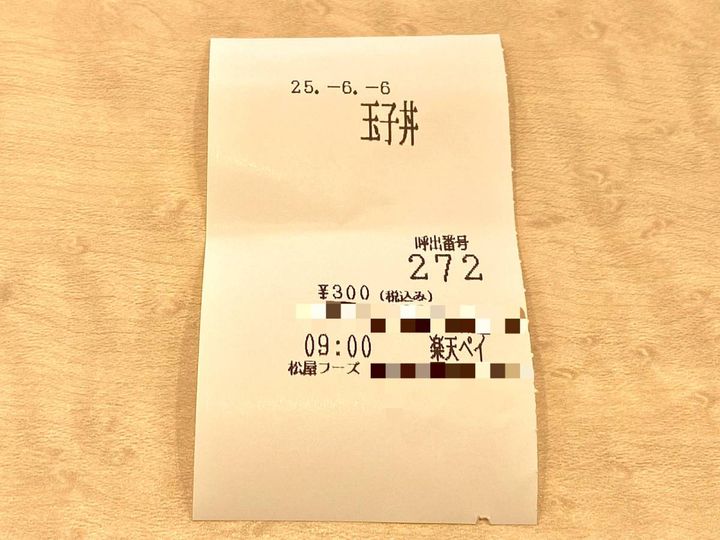 25.-6.-6
玉子丼
呼出番号
272
¥300 (税込み)
09:00 楽天ペイ
松屋フーズ